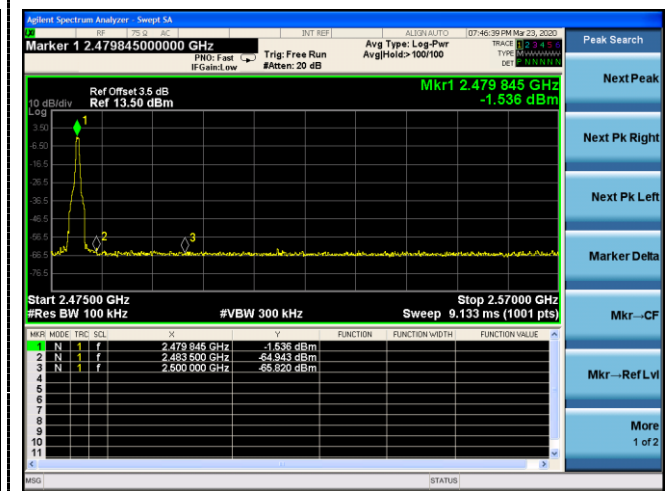 Agilent Spectrum Analyzer - Swept SA
RF 75 Ω AC INT REF ALIGN AUTO 07:46:39 PM Mar 23, 2020
Marker 1 2.479845000000 GHz
PNO: Fast Trig: Free Run Avg Type: Log-Pwr TRACE 1 2 3 4 5 6
IFGain:Low #Atten: 20 dB Avg|Hold:>100/100 TYPE M
DET P N N N N N
Peak Search
Next Peak
Next Pk Right
Next Pk Left
Marker Delta
Mkr→CF
Mkr→Ref Lvl
More
1 of 2
Ref Offset 3.5 dB Mkr1 2.479 845 GHz
10 dB/div Ref 13.50 dBm -1.536 dBm
Log
3.50
-6.50
-16.5
-26.5
-36.5
-46.5
-56.5
-66.5
-76.5
1
2
3
Start 2.47500 GHz Stop 2.57000 GHz
#Res BW 100 kHz #VBW 300 kHz Sweep 9.133 ms (1001 pts)
MKR MODE TRC SCL X Y FUNCTION FUNCTION WIDTH FUNCTION VALUE
1 N 1 f 2.479 845 GHz -1.536 dBm
2 N 1 f 2.483 500 GHz -64.943 dBm
3 N 1 f 2.500 000 GHz -65.820 dBm
4
5
6
7
8
9
10
11
MSG STATUS